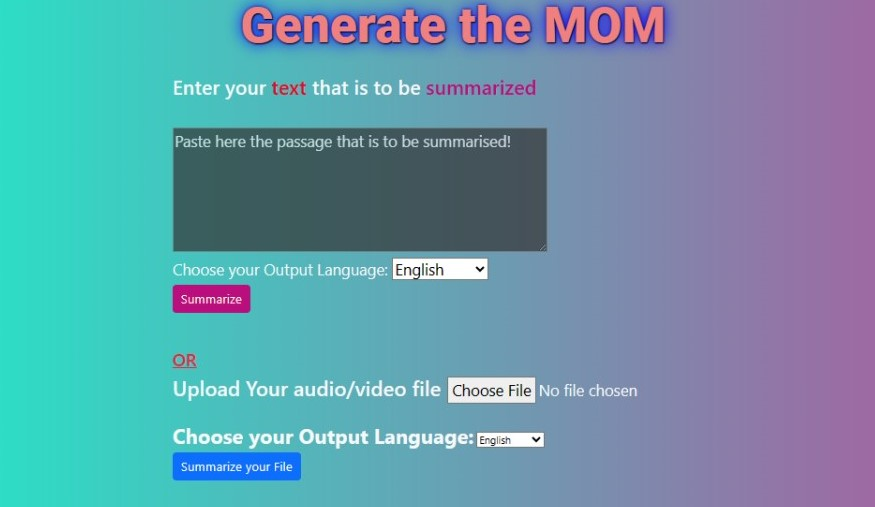 Generate the MOM
Enter your text that is to be summarized
Paste here the passage that is to be summarised!
Choose your Output Language: English
Summarize
OR
Upload Your audio/video file Choose File No file chosen
Choose your Output Language: English
Summarize your File